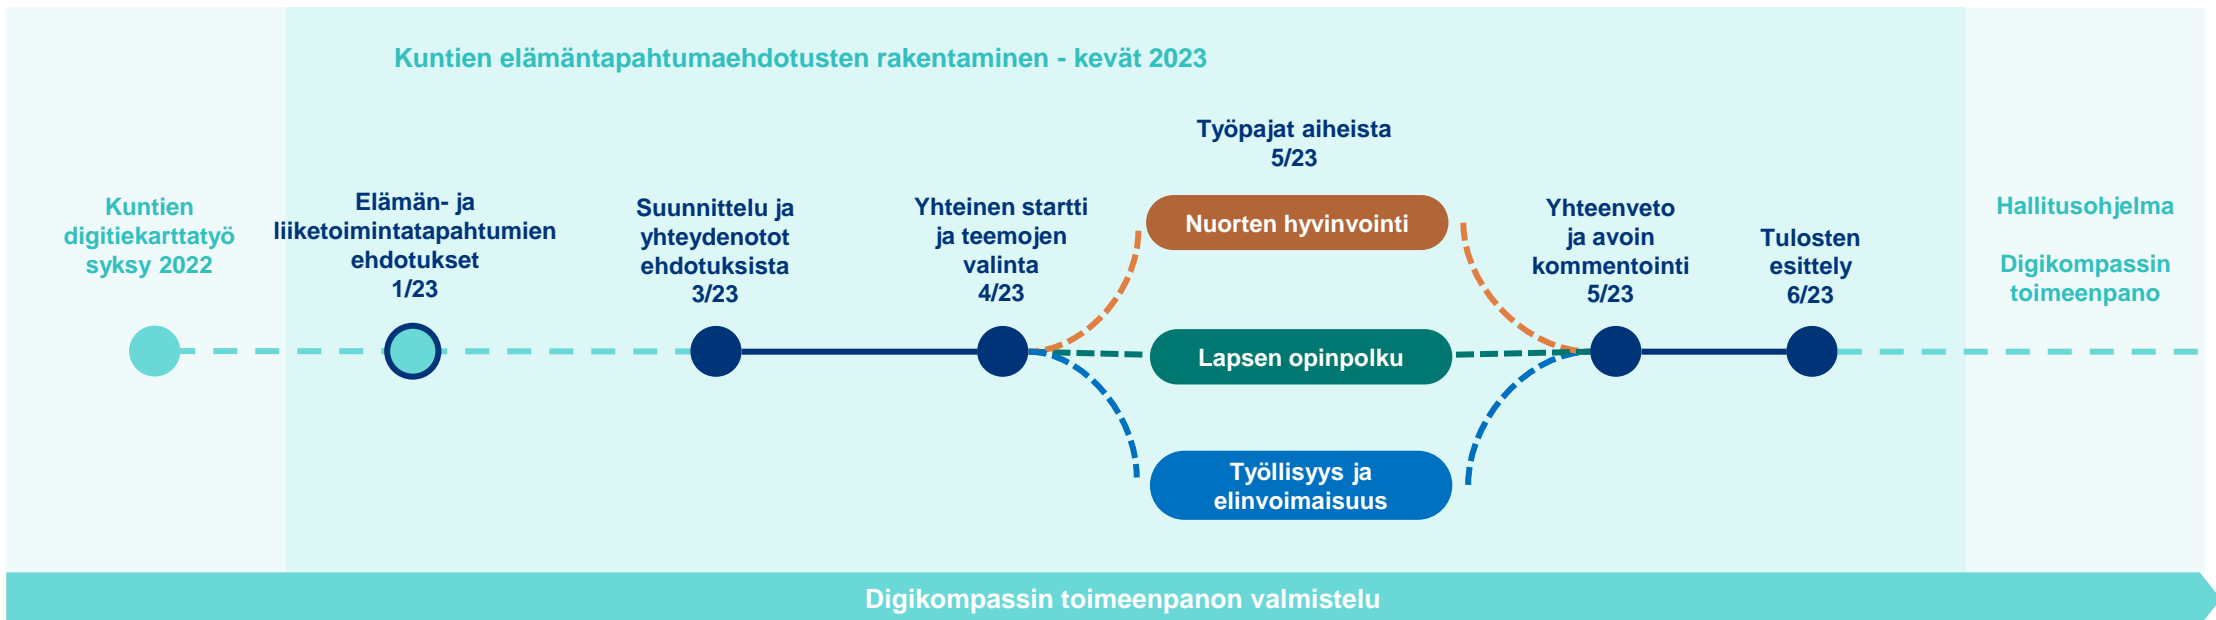 Kuntien elämäntapahtumaehdotusten rakentaminen - kevät 2023
Kuntien
digitiekarttatyö
syksy 2022
Elämän- ja
liiketoimintatapahtumien
ehdotukset
1/23
Suunnittelu ja
yhteydenotot
ehdotuksista
3/23
Yhteinen startti
ja teemojen
valinta
4/23
Työpajat aiheista
5/23
Nuorten hyvinvointi
Lapsen opinpolku
Työllisyys ja
elinvoimaisuus
Yhteenveto
ja avoin
kommentointi
5/23
Tulosten
esittely
6/23
Hallitusohjelma
Digikompassin
toimeenpano
Digikompassin toimeenpanon valmistelu